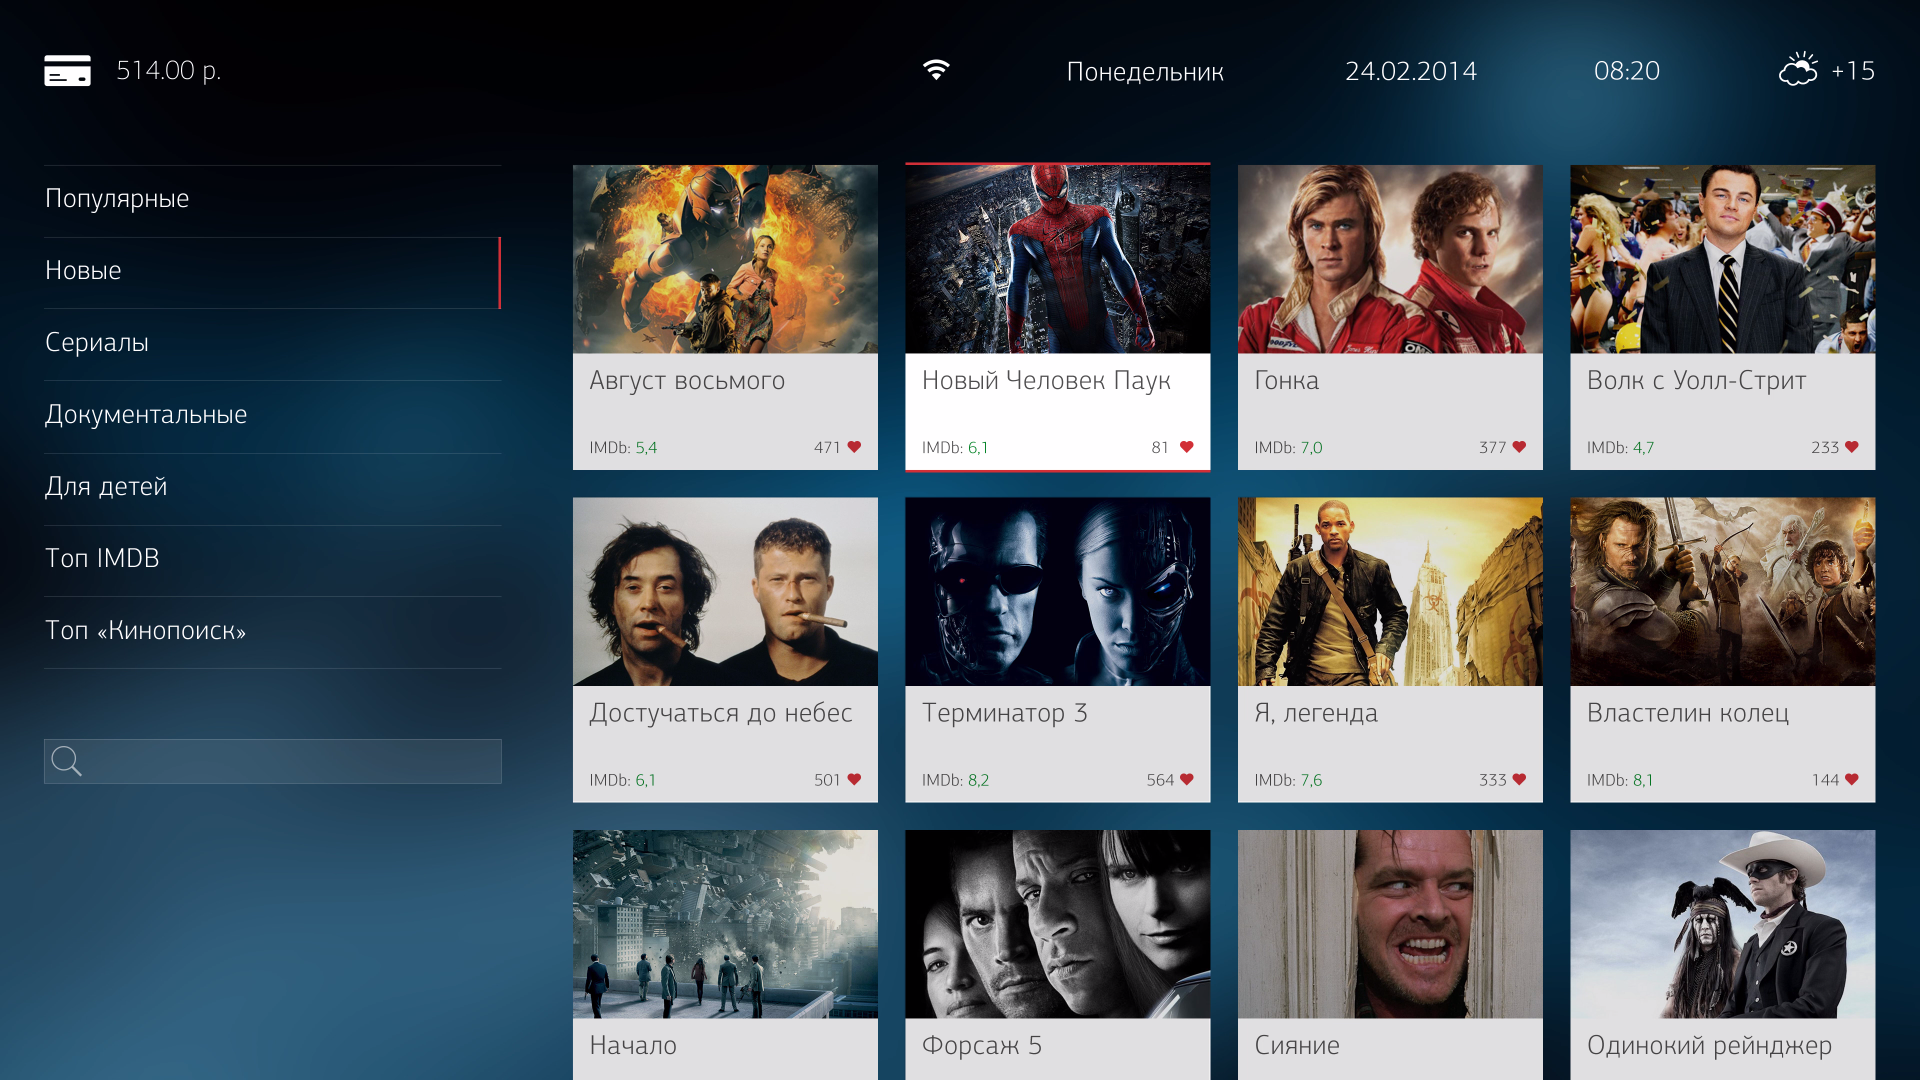 514.00 р.
Понедельник
24.02.2014
08:20
+15
Популярные
Новые
Сериалы
Документальные
Для детей
Топ IMDB
Топ «Кинопоиск»
Август восьмого
IMDb: 5,4
471
Новый Человек Паук
IMDb: 6,1
81
Гонка
IMDb: 7,0
377
Волк с Уолл-Стрит
IMDb: 4,7
233
Достучаться до небес
IMDb: 6,1
501
Терминатор 3
IMDb: 8,2
564
Я, легенда
IMDb: 7,6
333
Властелин колец
IMDb: 8,1
144
Начало
Форсаж 5
Сияние
Одинокий рейнджер